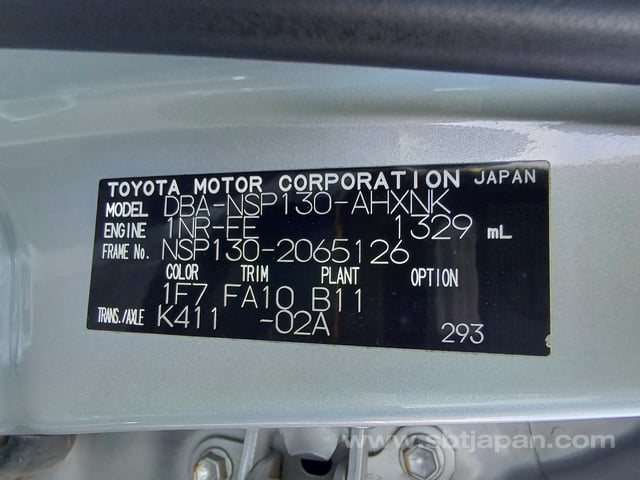 TOYOTA MOTOR CORPORATION JAPAN
MODEL DBA-NSP130-AHXNK
ENGINE 1NR-EE 1329 mL
FRAME No. NSP130-2065126
COLOR TRIM PLANT OPTION
1F7 FA10 B11
TRANS./AXLE K411 -02A
293
www.sbtjapan.com